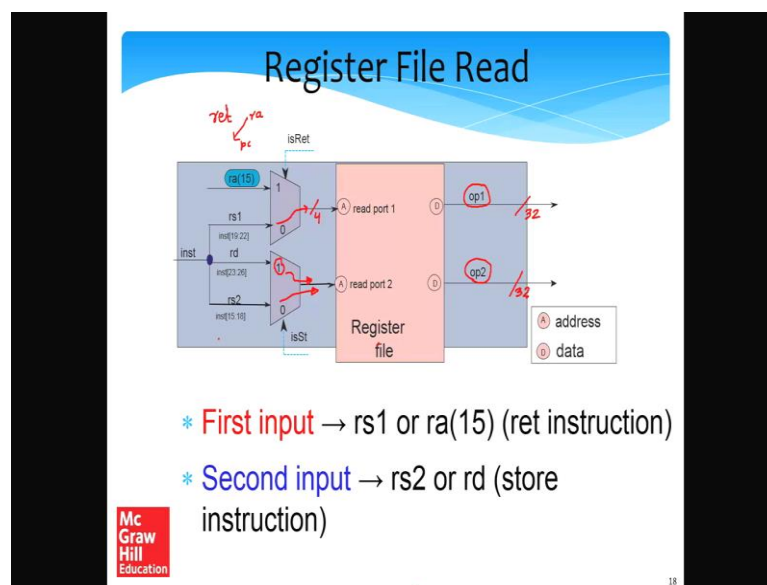 Register File Read
ret ra
pc
isRet
ra(15)
1
/4
A read port 1
D
op1
/32
rs1
0
inst[19:22]
inst
rd
1
inst[23:26]
A read port 2
D
op2
/32
rs2
0
inst[15:18]
isSt
Register
file
A address
D data
* First input → rs1 or ra(15) (ret instruction)
* Second input → rs2 or rd (store
instruction)
Mc
Graw
Hill
Education
18